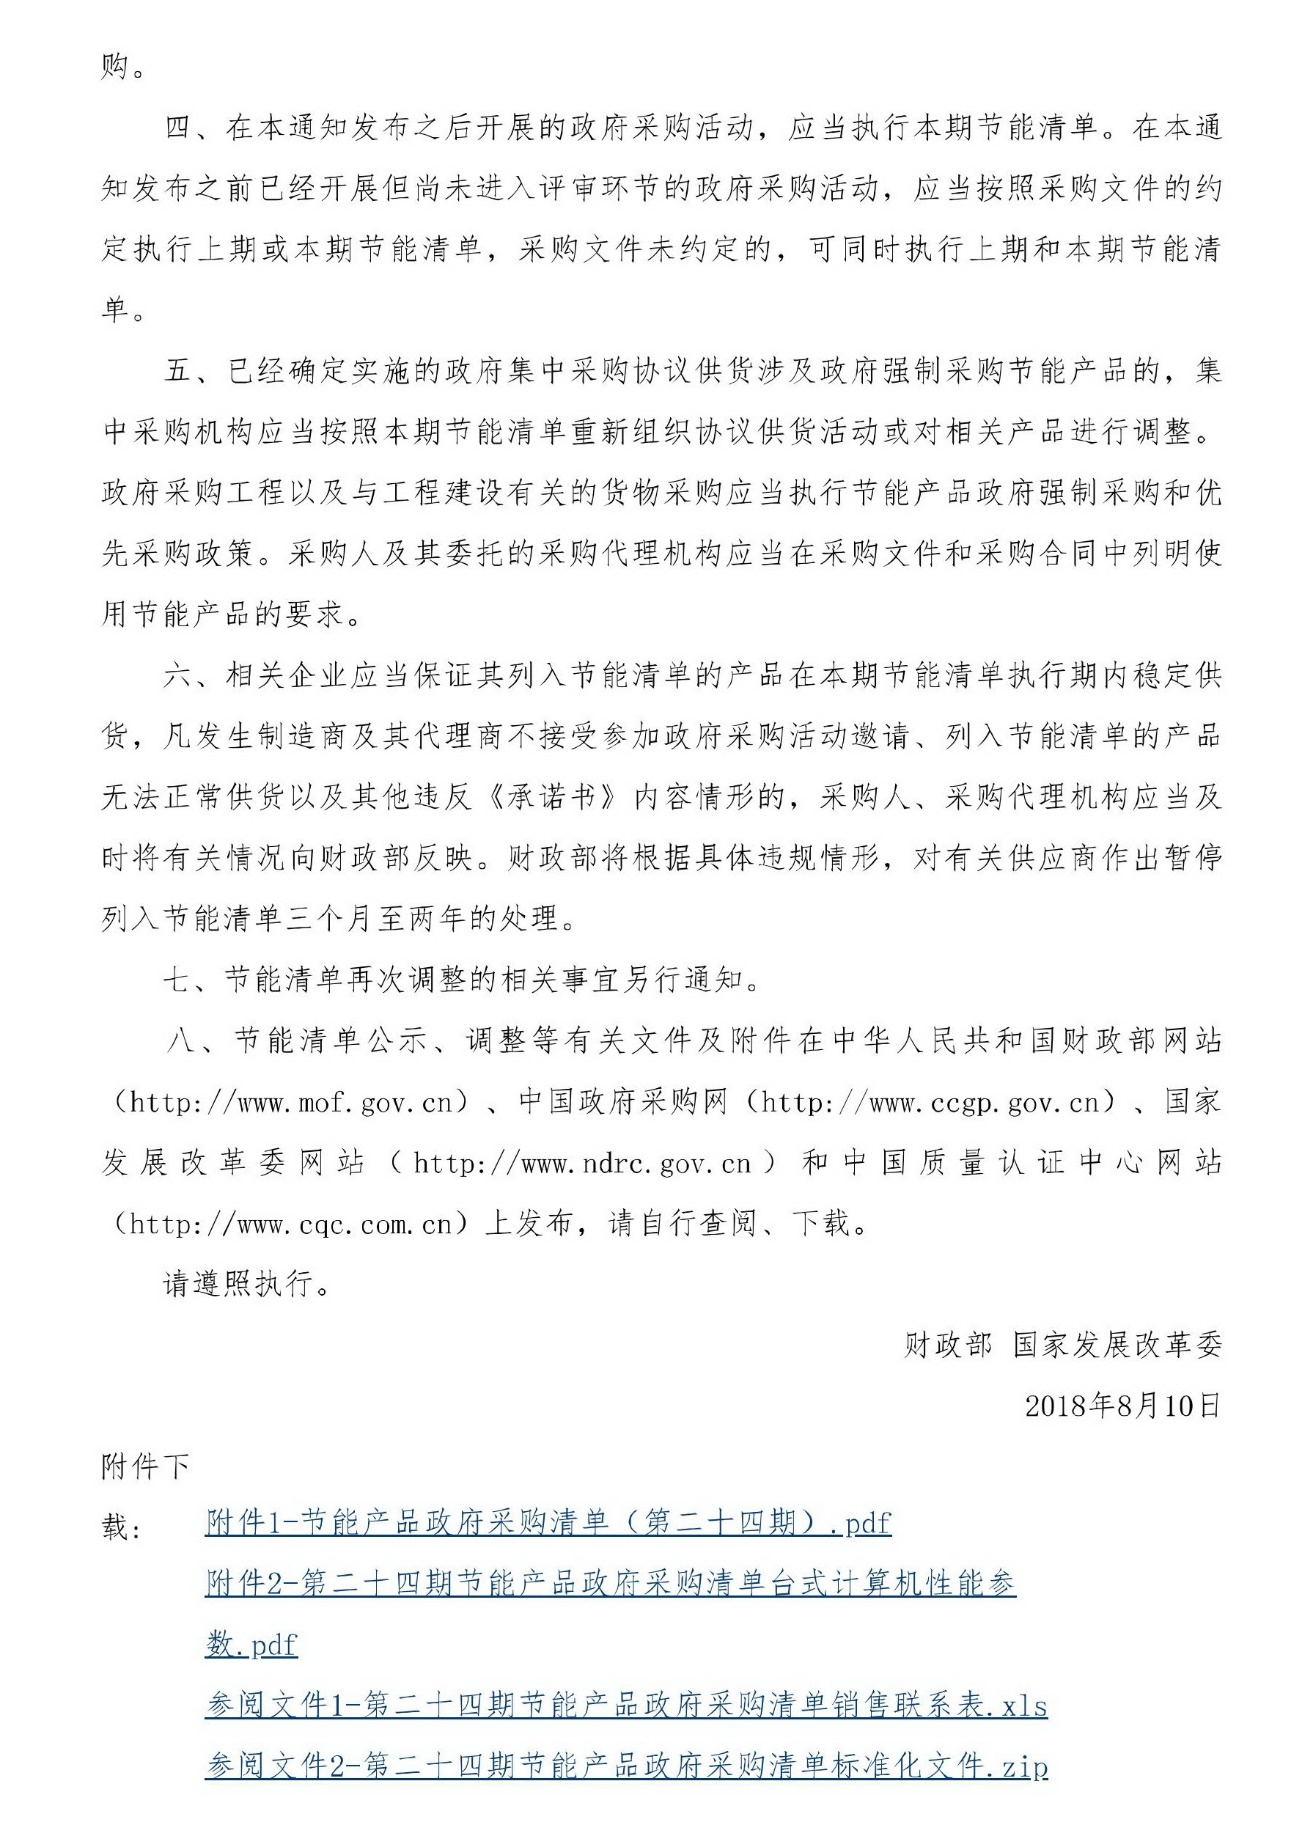 购。
四、在本通知发布之后开展的政府采购活动，应当执行本期节能清单。在本通
知发布之前已经开展但尚未进入评审环节的政府采购活动，应当按照采购文件的约
定执行上期或本期节能清单，采购文件未约定的，可同时执行上期和本期节能清
单。
五、已经确定实施的政府集中采购协议供货涉及政府强制采购节能产品的，集
中采购机构应当按照本期节能清单重新组织协议供货活动或对相关产品进行调整。
政府采购工程以及与工程建设有关的货物采购应当执行节能产品政府强制采购和优
先采购政策。采购人及其委托的采购代理机构应当在采购文件和采购合同中列明使
用节能产品的要求。
六、相关企业应当保证其列入节能清单的产品在本期节能清单执行期内稳定供
货，凡发生制造商及其代理商不接受参加政府采购活动邀请、列入节能清单的产品
无法正常供货以及其他违反《承诺书》内容情形的，采购人、采购代理机构应当及
时将有关情况向财政部反映。财政部将根据具体违规情形，对有关供应商作出暂停
列入节能清单三个月至两年的处理。
七、节能清单再次调整的相关事宜另行通知。
八、节能清单公示、调整等有关文件及附件在中华人民共和国财政部网站
（http://www.mof.gov.cn）、中国政府采购网（http://www.ccgp.gov.cn）、国家
发展改革委网站（http://www.ndrc.gov.cn）和中国质量认证中心网站
（http://www.cqc.com.cn）上发布，请自行查阅、下载。
请遵照执行。
财政部 国家发展改革委
2018年8月10日
附件下
载: 附件1-节能产品政府采购清单（第二十四期）.pdf
附件2-第二十四期节能产品政府采购清单台式计算机性能参
数.pdf
参阅文件1-第二十四期节能产品政府采购清单销售联系表.xls
参阅文件2-第二十四期节能产品政府采购清单标准化文件.zip